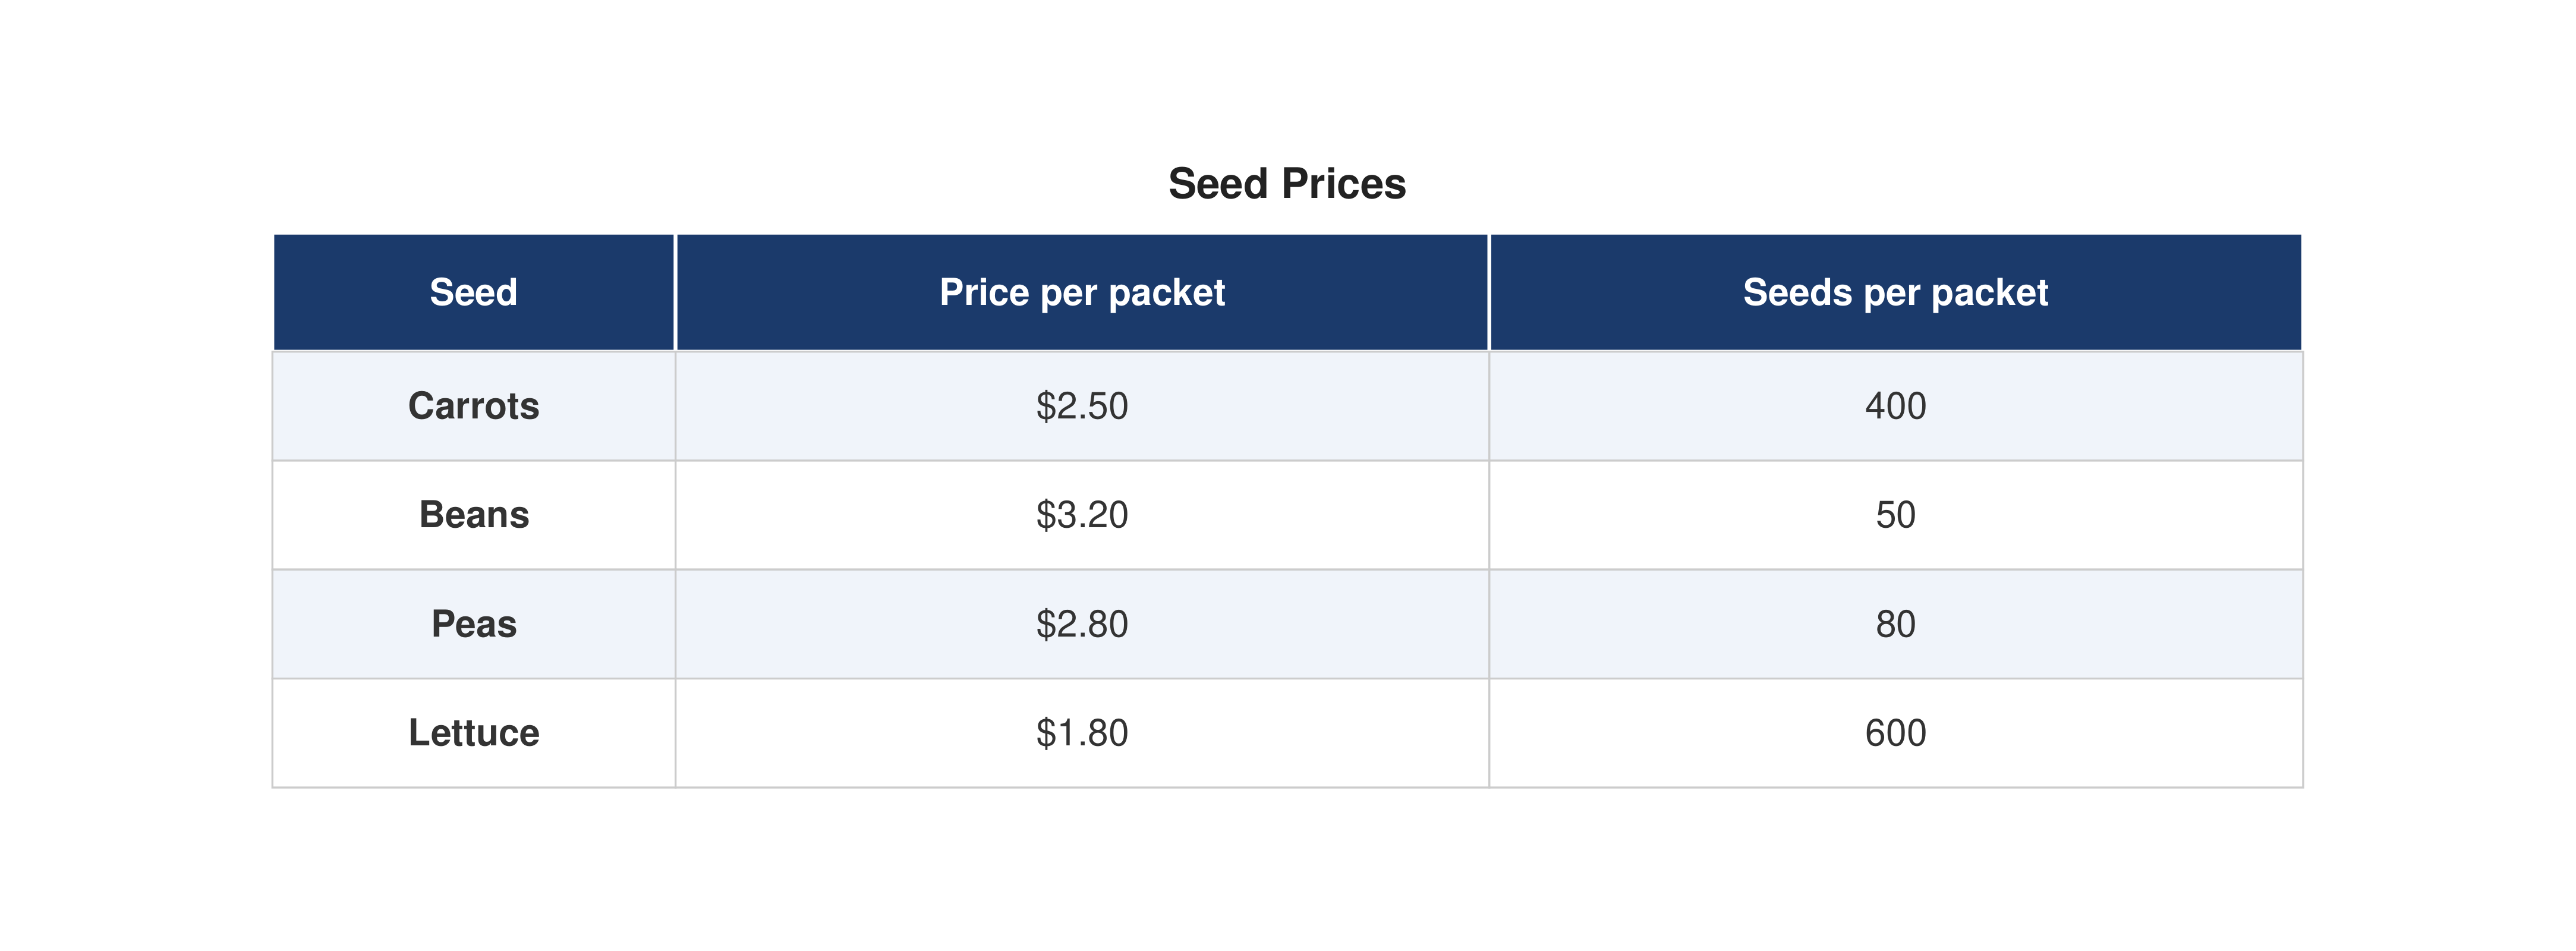 Seed Prices
Seed Price per packet Seeds per packet
Carrots $2.50 400
Beans $3.20 50
Peas $2.80 80
Lettuce $1.80 600